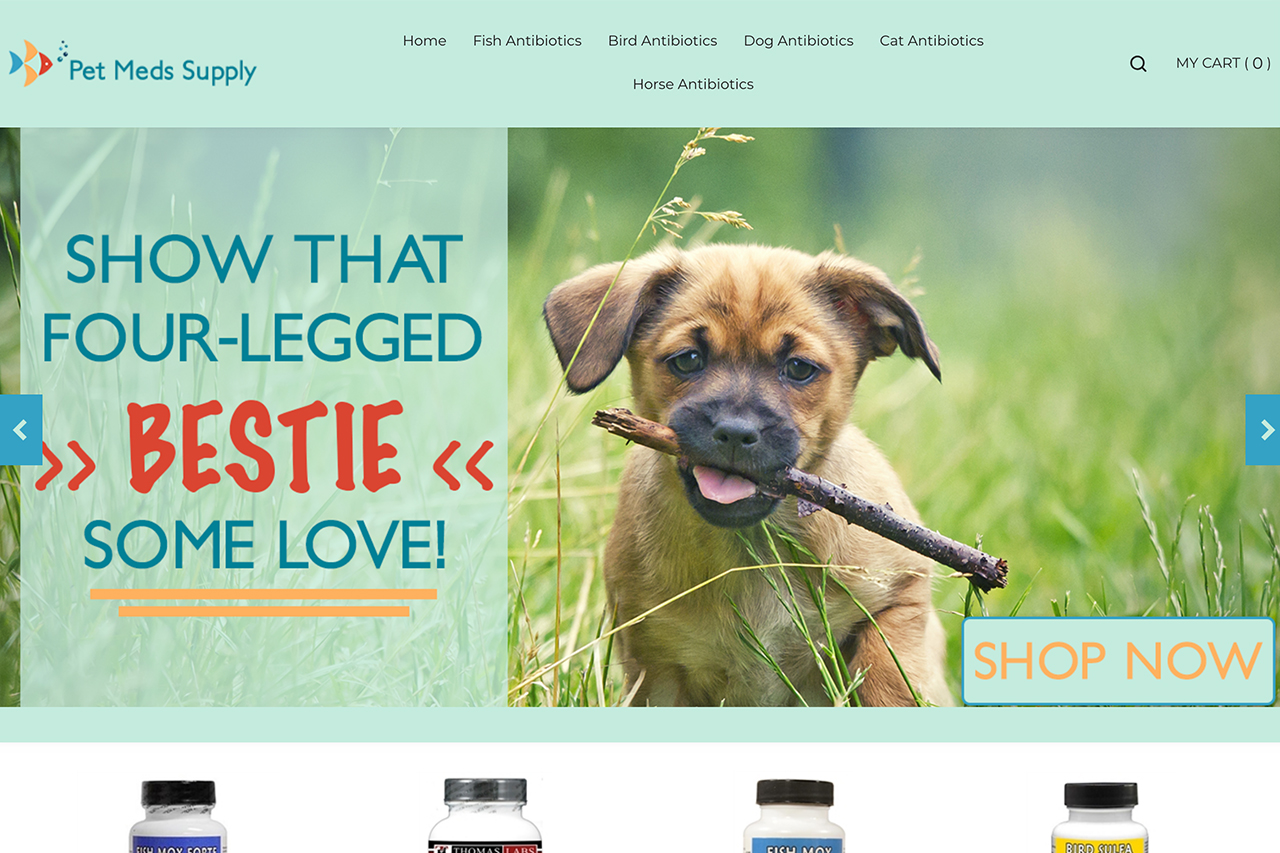 Pet Meds Supply
Home Fish Antibiotics Bird Antibiotics Dog Antibiotics Cat Antibiotics
Horse Antibiotics
MY CART ( 0 )
SHOW THAT
FOUR-LEGGED
>> BESTIE <<
SOME LOVE!
SHOP NOW
FISH MOX FORTE
THOMAS LABS
FISH MOX
BIRD SULFA